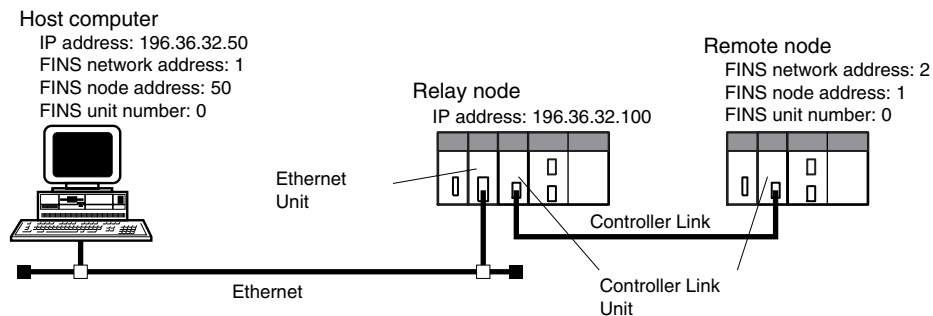 Host computer
IP address: 196.36.32.50
FINS network address: 1
FINS node address: 50
FINS unit number: 0
Relay node
IP address: 196.36.32.100
Remote node
FINS network address: 2
FINS node address: 1
FINS unit number: 0
Ethernet
Unit
Controller Link
Ethernet
Controller Link
Unit